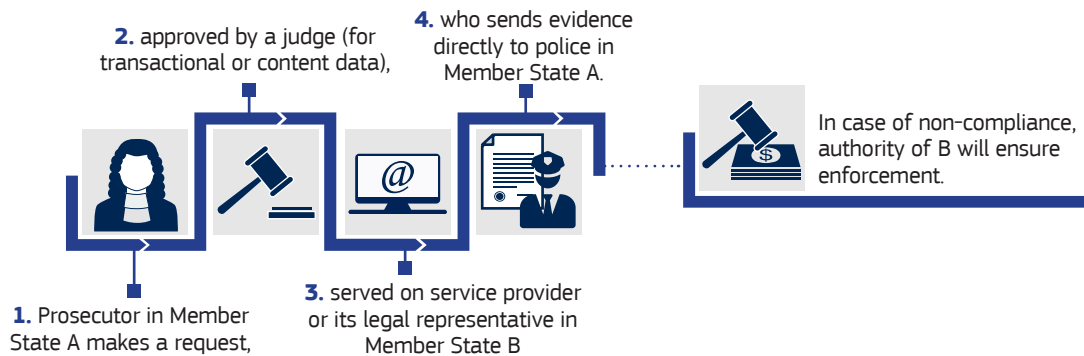 1. Prosecutor in Member
State A makes a request,
2. approved by a judge (for
transactional or content data),
@
3. served on service provider
or its legal representative in
Member State B
4. who sends evidence
directly to police in
Member State A.
$
In case of non-compliance,
authority of B will ensure
enforcement.